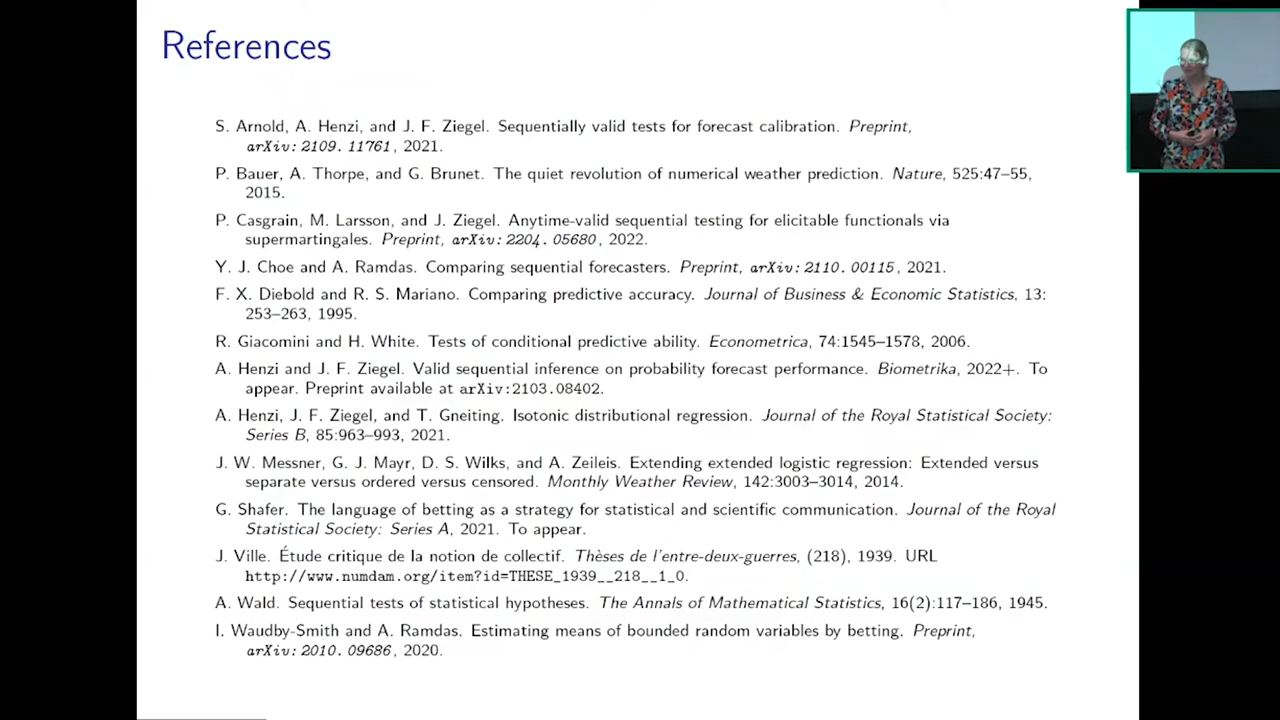 References
S. Arnold, A. Henzi, and J. F. Ziegel. Sequentially valid tests for forecast calibration. Preprint,
arXiv:2109.11761, 2021.
P. Bauer, A. Thorpe, and G. Brunet. The quiet revolution of numerical weather prediction. Nature, 525:47–55,
2015.
P. Casgrain, M. Larsson, and J. Ziegel. Anytime-valid sequential testing for elicitable functionals via
supermartingales. Preprint, arXiv:2204.05680, 2022.
Y. J. Choe and A. Ramdas. Comparing sequential forecasters. Preprint, arXiv:2110.00115, 2021.
F. X. Diebold and R. S. Mariano. Comparing predictive accuracy. Journal of Business & Economic Statistics, 13:
253–263, 1995.
R. Giacomini and H. White. Tests of conditional predictive ability. Econometrica, 74:1545–1578, 2006.
A. Henzi and J. F. Ziegel. Valid sequential inference on probability forecast performance. Biometrika, 2022+. To
appear. Preprint available at arXiv:2103.08402.
A. Henzi, J. F. Ziegel, and T. Gneiting. Isotonic distributional regression. Journal of the Royal Statistical Society:
Series B, 85:963–993, 2021.
J. W. Messner, G. J. Mayr, D. S. Wilks, and A. Zeileis. Extending extended logistic regression: Extended versus
separate versus ordered versus censored. Monthly Weather Review, 142:3003–3014, 2014.
G. Shafer. The language of betting as a strategy for statistical and scientific communication. Journal of the Royal
Statistical Society: Series A, 2021. To appear.
J. Ville. Étude critique de la notion de collectif. Thèses de l'entre-deux-guerres, (218), 1939. URL
http://www.numdam.org/item?id=THESE_1939__218__1_0.
A. Wald. Sequential tests of statistical hypotheses. The Annals of Mathematical Statistics, 16(2):117–186, 1945.
I. Waudby-Smith and A. Ramdas. Estimating means of bounded random variables by betting. Preprint,
arXiv:2010.09686, 2020.